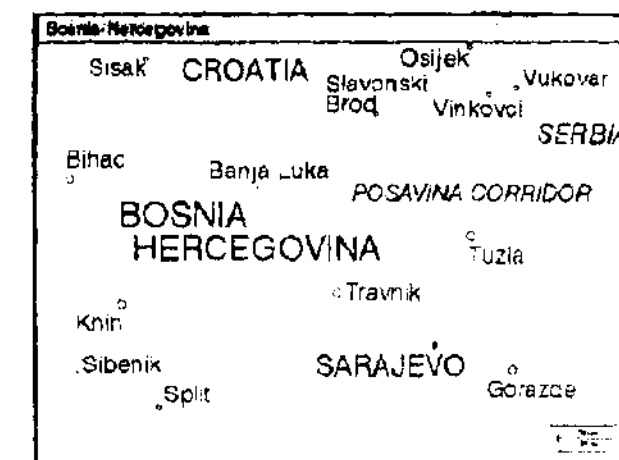 Bosnia-Hercegovina
Sisak CROATIA Osijek
Slavonski Brod Vinkovci Vukovar
SERBIA
Bihac Banja Luka
POSAVINA CORRIDOR
BOSNIA
HERCEGOVINA
Tuzla
Travnik
Knin
Sibenik SARAJEVO
Split Gorazde